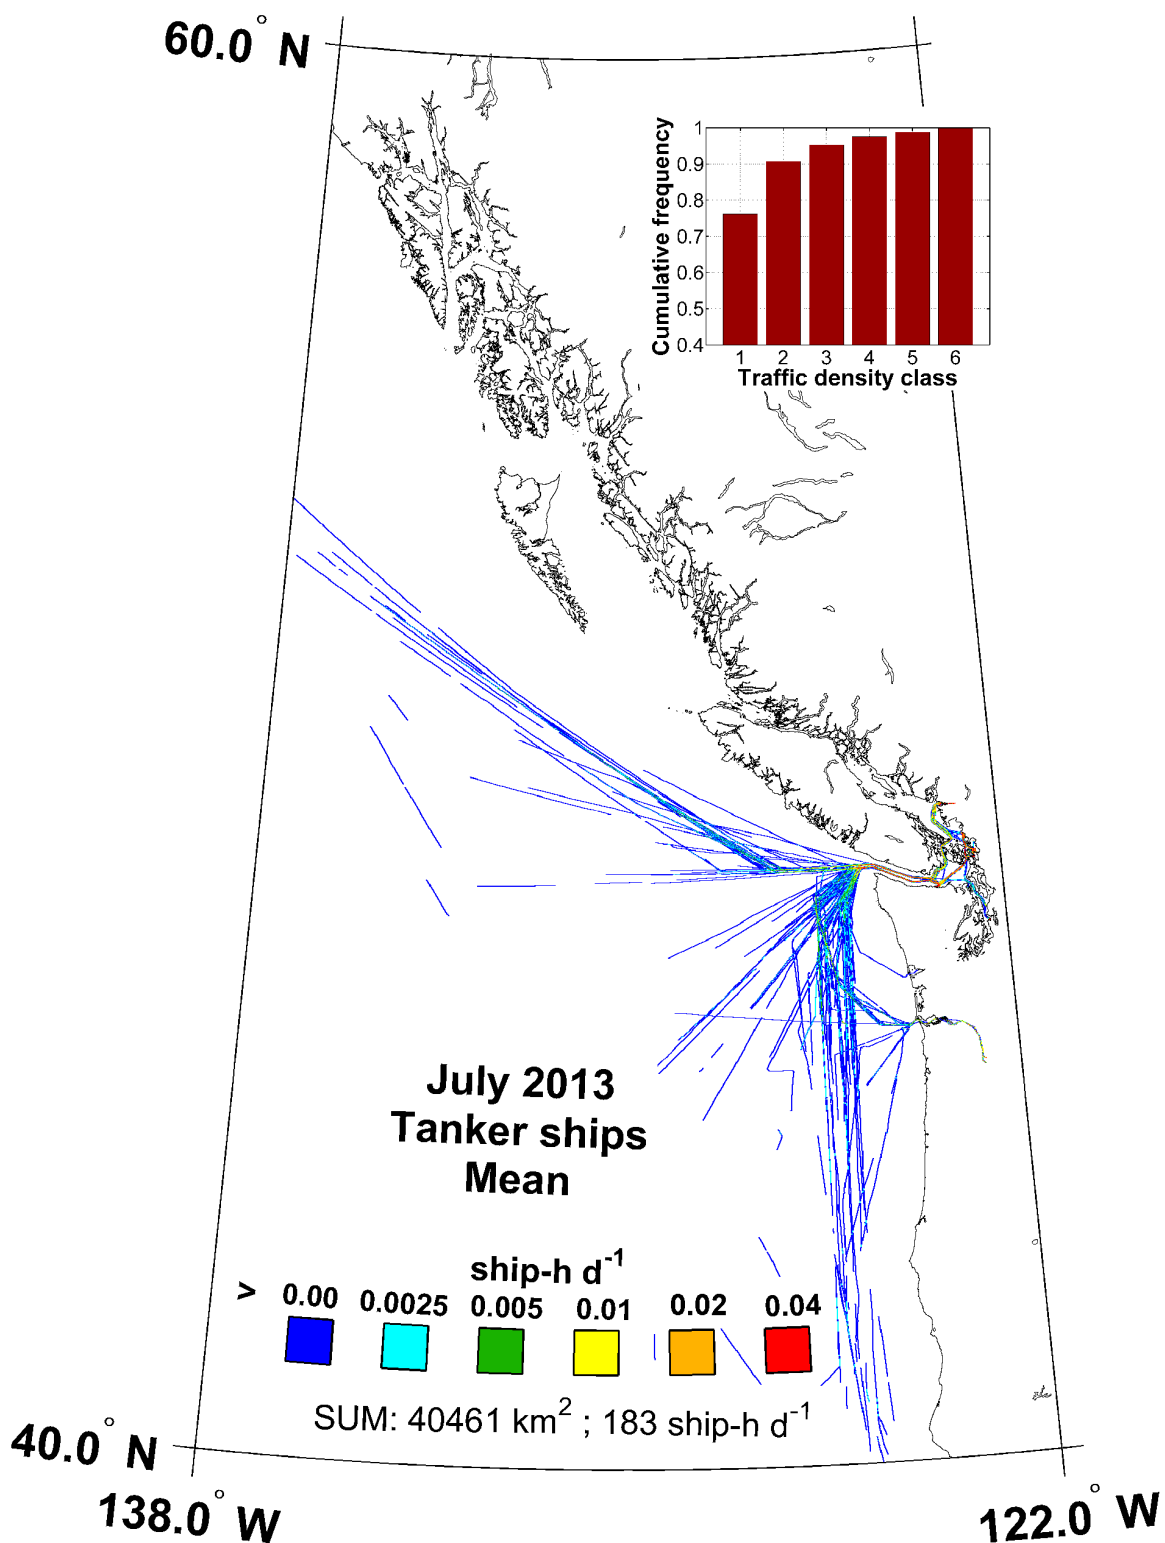 60.0° N
Cumulative frequency
1
0.9
0.8
0.7
0.6
0.5
0.4
1 2 3 4 5 6
Traffic density class
July 2013
Tanker ships
Mean
ship-h d⁻¹
> 0.00 0.0025 0.005 0.01 0.02 0.04
SUM: 40461 km² ; 183 ship-h d⁻¹
40.0° N
138.0° W
122.0° W